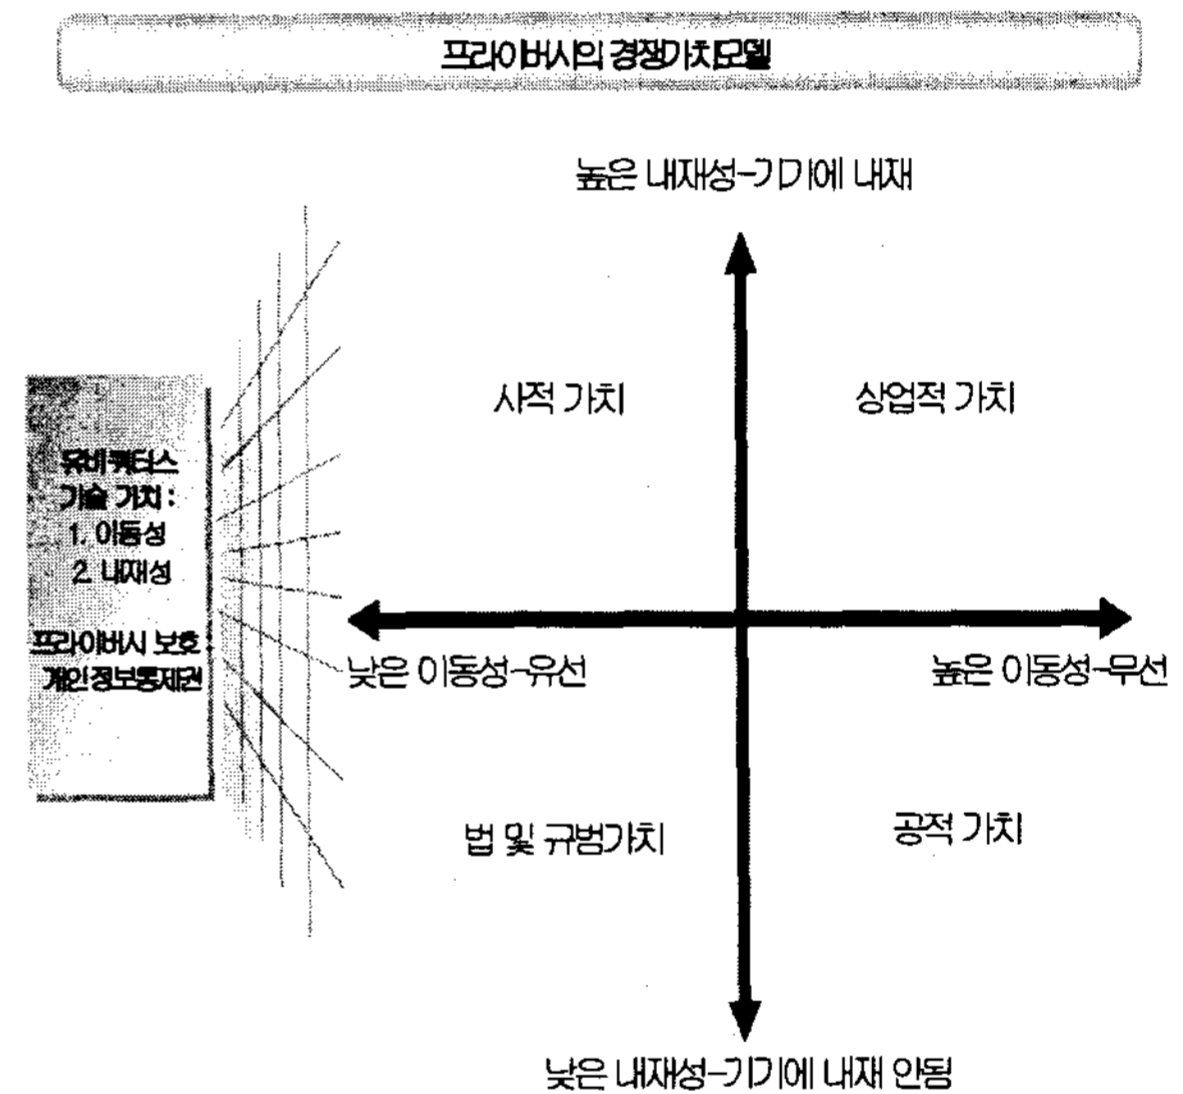 프라이버시의 경쟁가치모델
높은 내재성-기기에 내재
사적 가치
상업적 가치
유비쿼터스
기술 가치 :
1. 이동성
2. 내재성
프라이버시 보호
개인정보통제권
낮은 이동성-유선
높은 이동성-무선
법 및 규범가치
공적 가치
낮은 내재성-기기에 내재 안됨